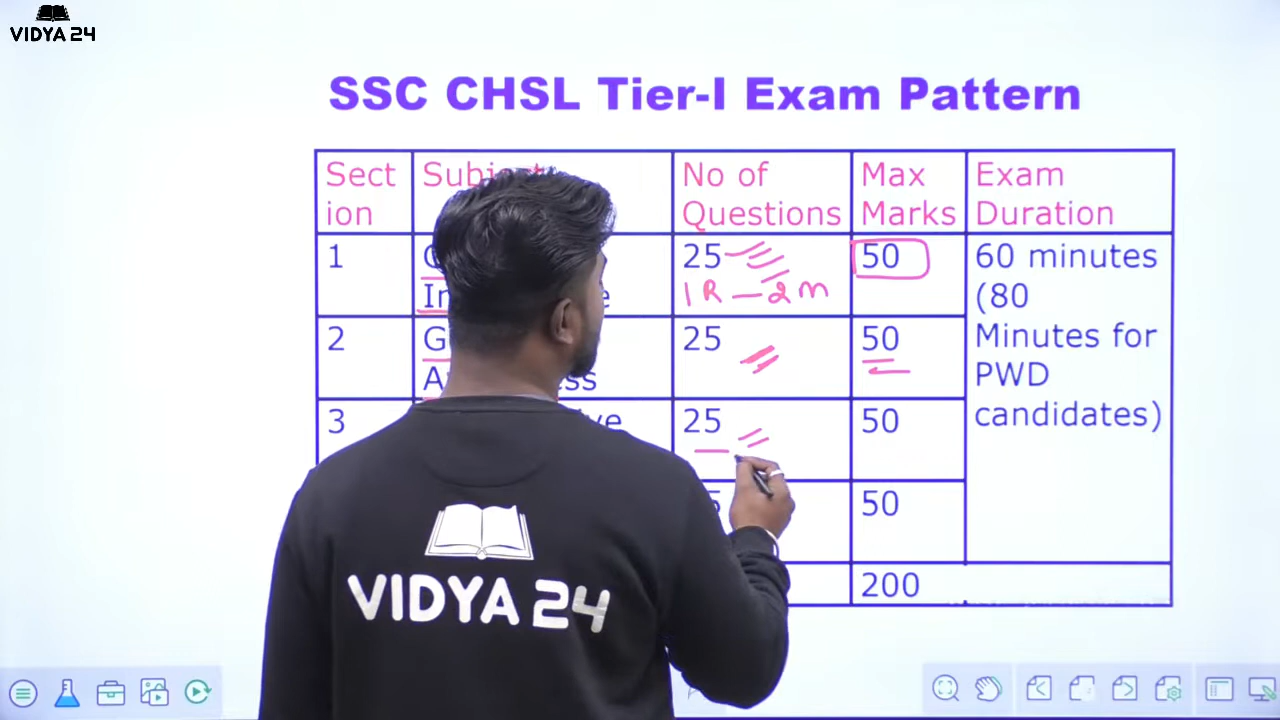 VIDYA 24
SSC CHSL Tier-I Exam Pattern
Sect
ion
No of
Questions
Max
Marks
Exam
Duration
1
25
50
60 minutes
1R — 2m
(80
2
25
50
Minutes for
PWD
3
25
50
candidates)
50
200
VIDYA 24